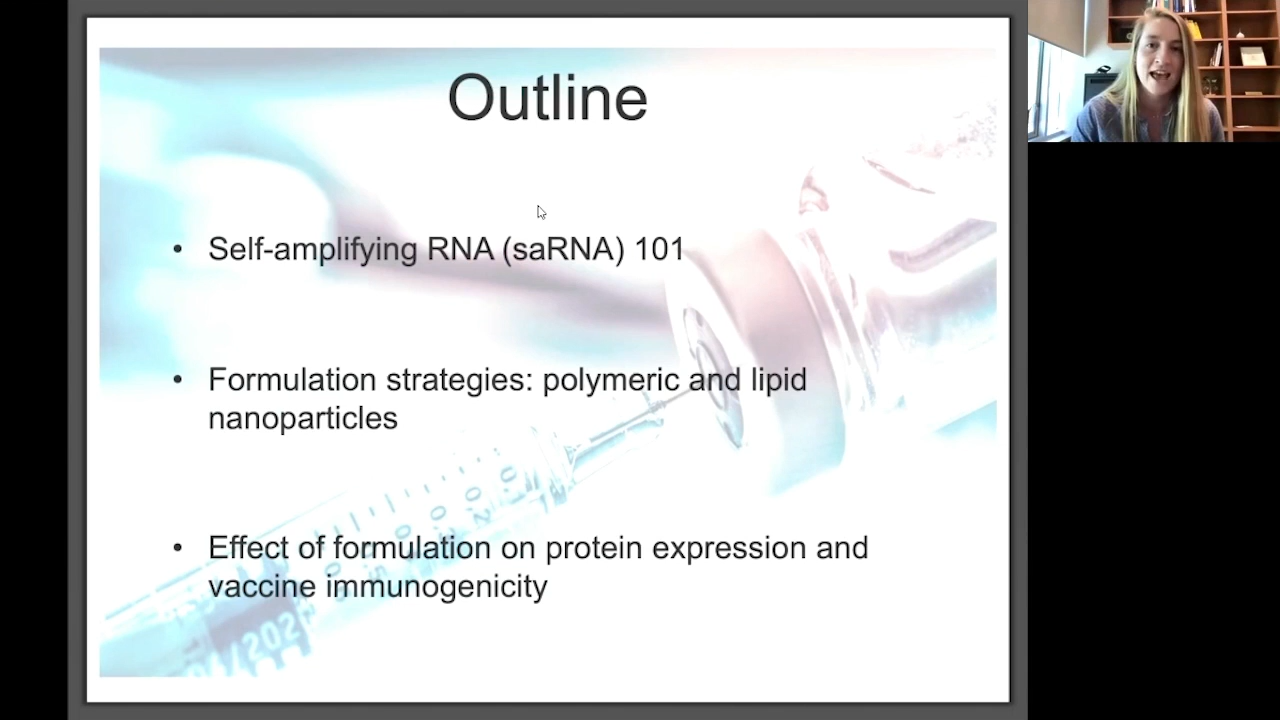 Outline
• Self-amplifying RNA (saRNA) 101
• Formulation strategies: polymeric and lipid
nanoparticles
• Effect of formulation on protein expression and
vaccine immunogenicity